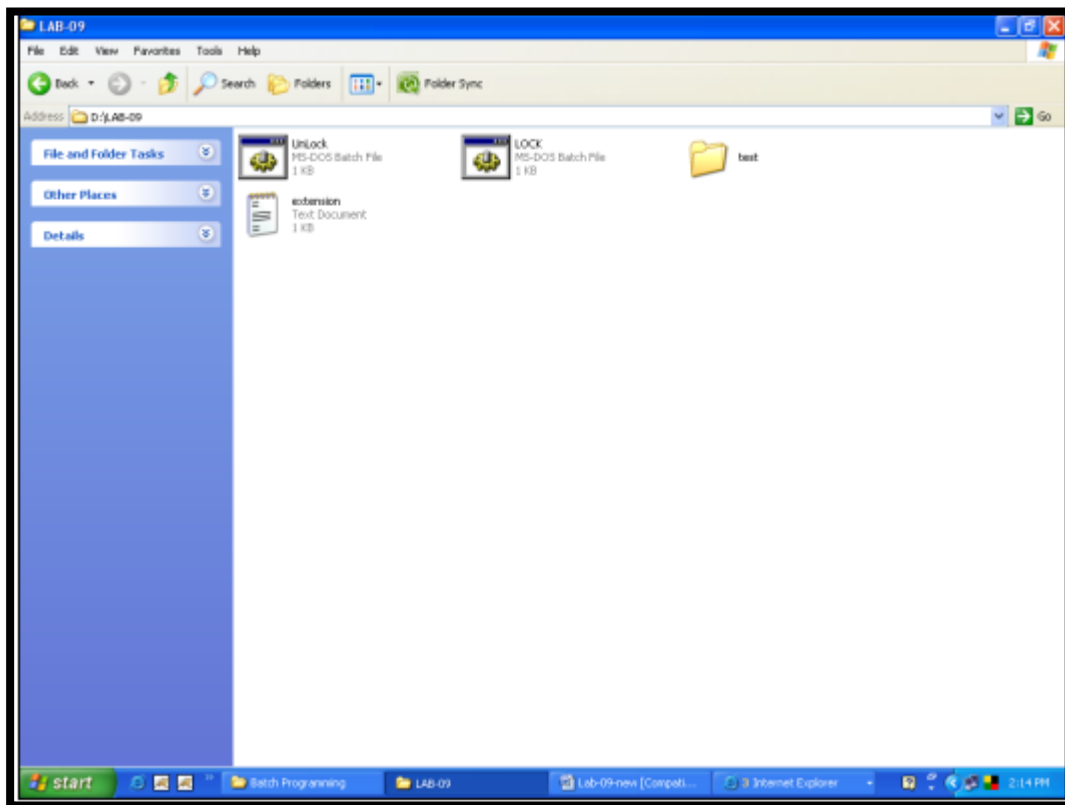 LAB-09
File Edit View Favorites Tools Help
Back Search Folders Folder Sync
Address D:\LAB-09 Go
File and Folder Tasks
Other Places
Details
UnLock
MS-DOS Batch File
1 KB
LOCK
MS-DOS Batch File
1 KB
test
extension
Text Document
1 KB
start Batch Programming LAB-09 Lab-09-new [Compati... 3 Internet Explorer 2:14 PM